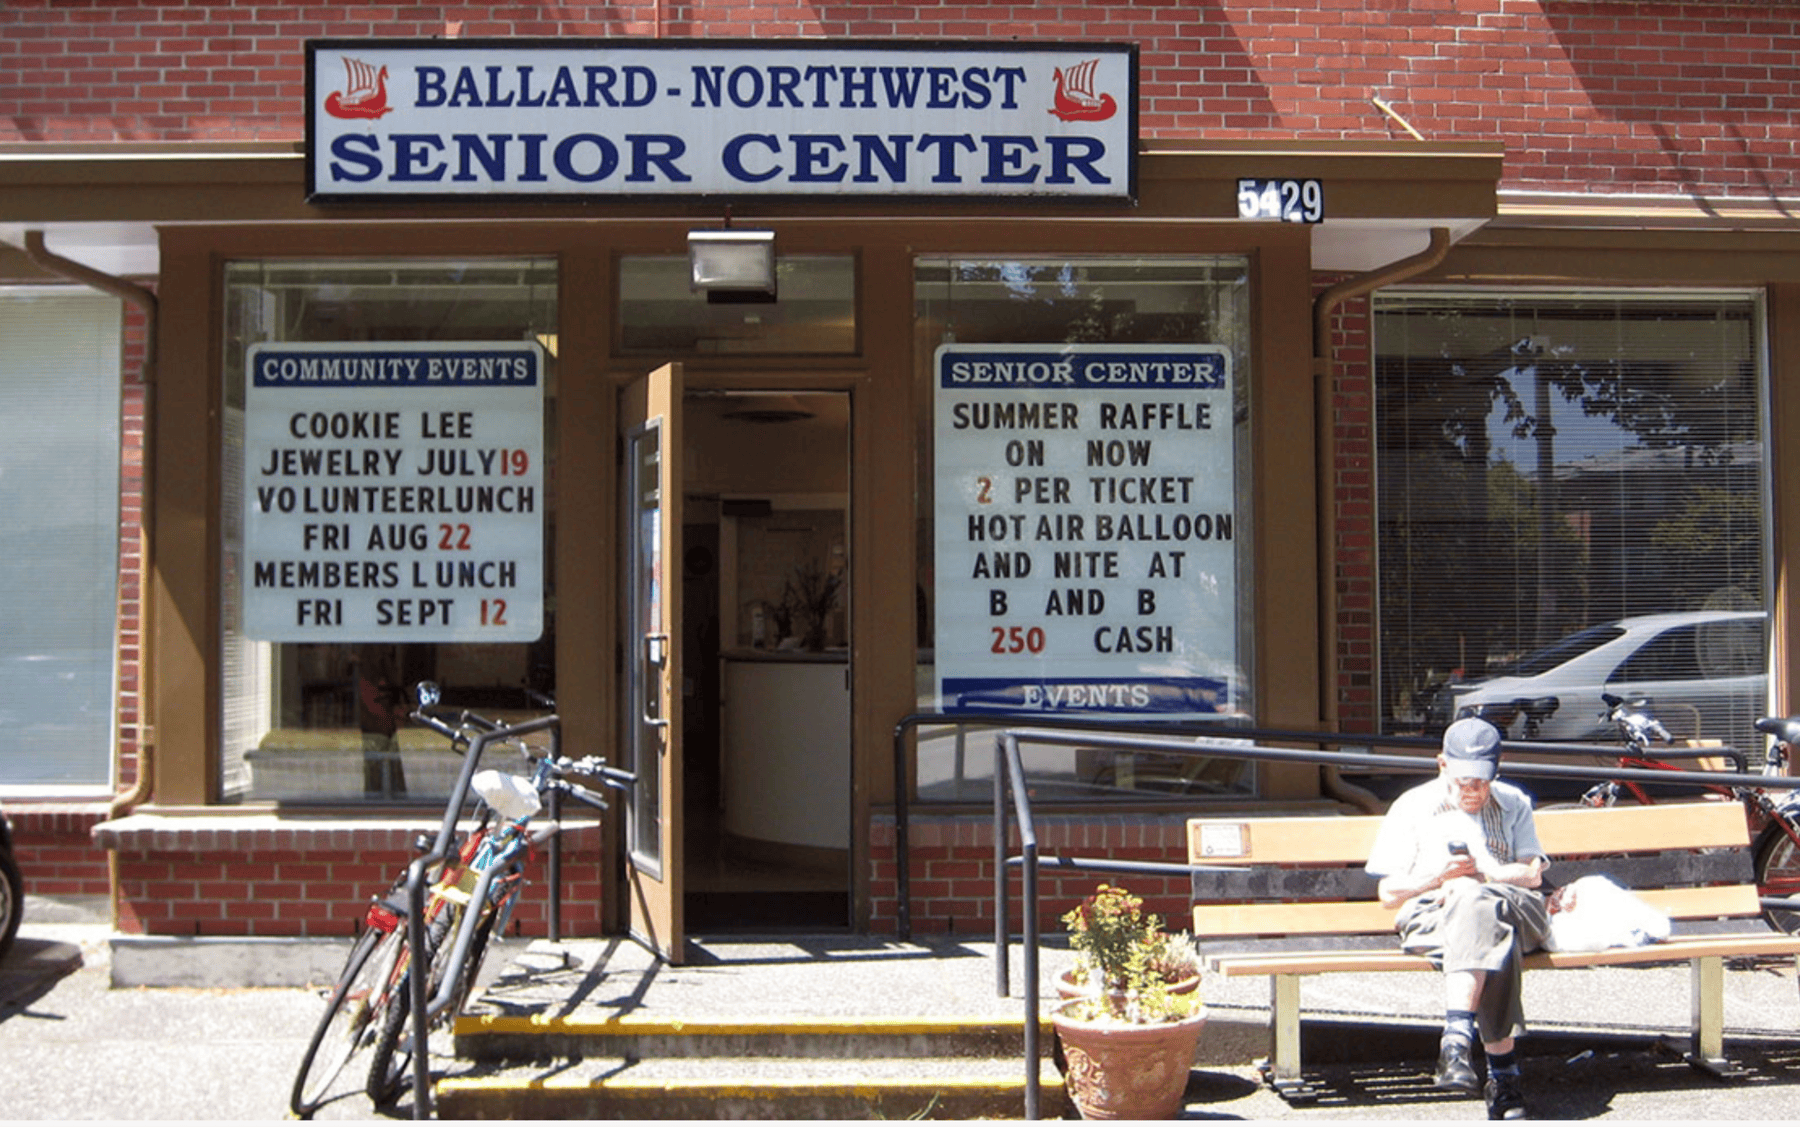 BALLARD - NORTHWEST
SENIOR CENTER
5429
COMMUNITY EVENTS
COOKIE LEE
JEWELRY JULY 19
VOLUNTEER LUNCH
FRI AUG 22
MEMBERS LUNCH
FRI SEPT 12
SENIOR CENTER
SUMMER RAFFLE
ON NOW
2 PER TICKET
HOT AIR BALLOON
AND NITE AT
B AND B
250 CASH
EVENTS